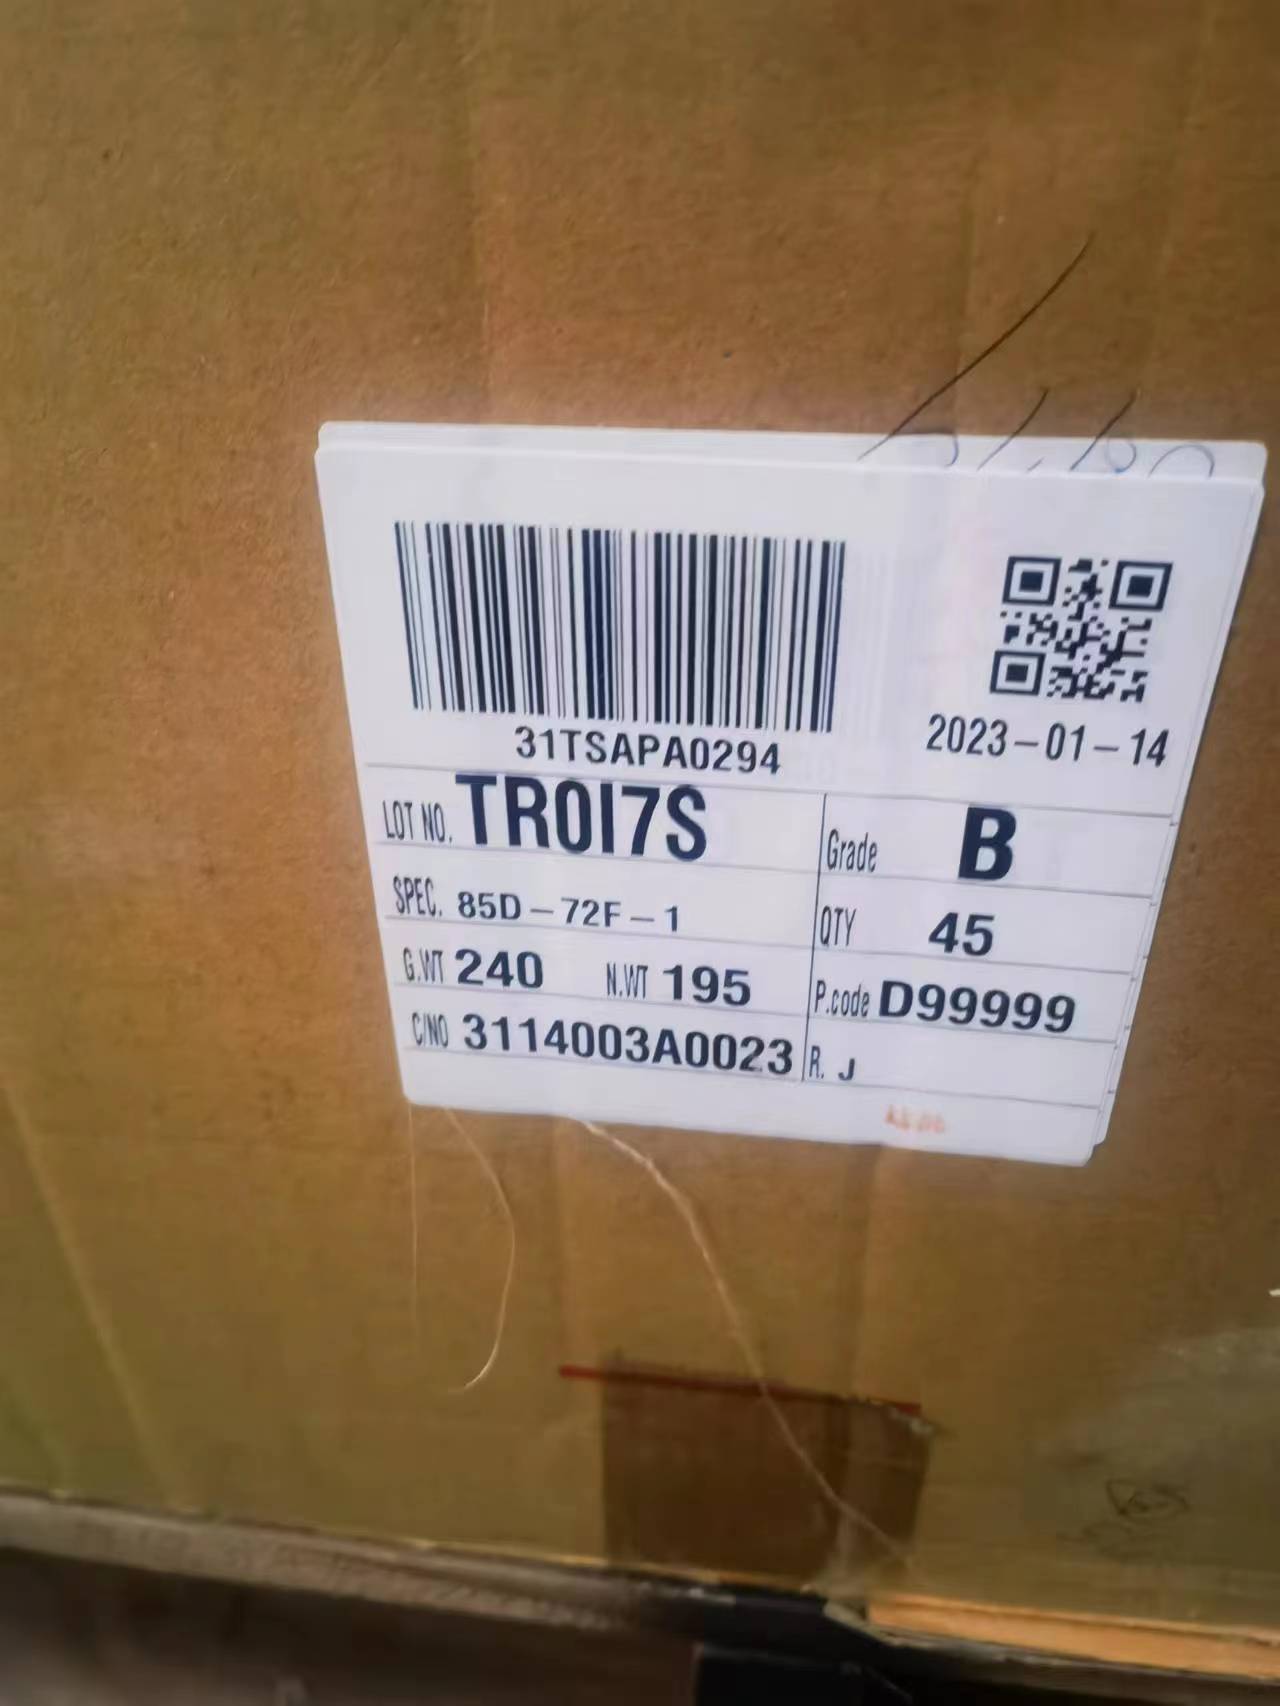 31TSAPA0294
2023-01-14
LOT NO. TR0I7S
Grade B
SPEC. 85D-72F-1
QTY 45
G.WT 240 N.WT 195
P.code D99999
C/NO 3114003A0023
R. J